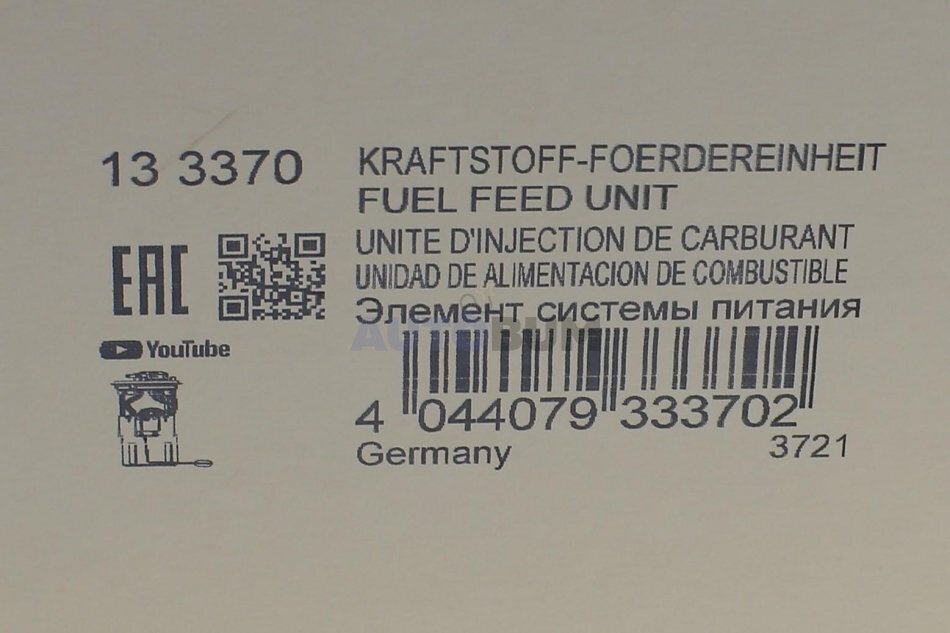 13 3370
KRAFTSTOFF-FOERDEREINHEIT
FUEL FEED UNIT
UNITE D'INJECTION DE CARBURANT
UNIDAD DE ALIMENTACION DE COMBUSTIBLE
Элемент системы питания
EAC
YouTube
AUTOBUM
4 044079 333702
Germany
3721